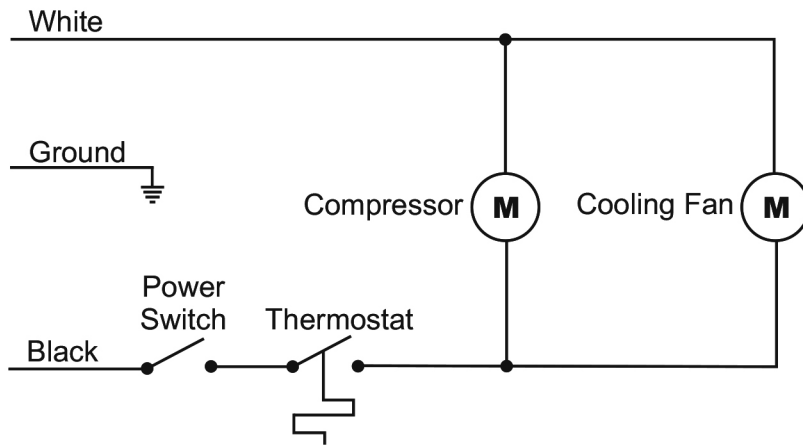 White
Ground
Compressor
M
Cooling Fan
M
Power
Switch
Thermostat
Black